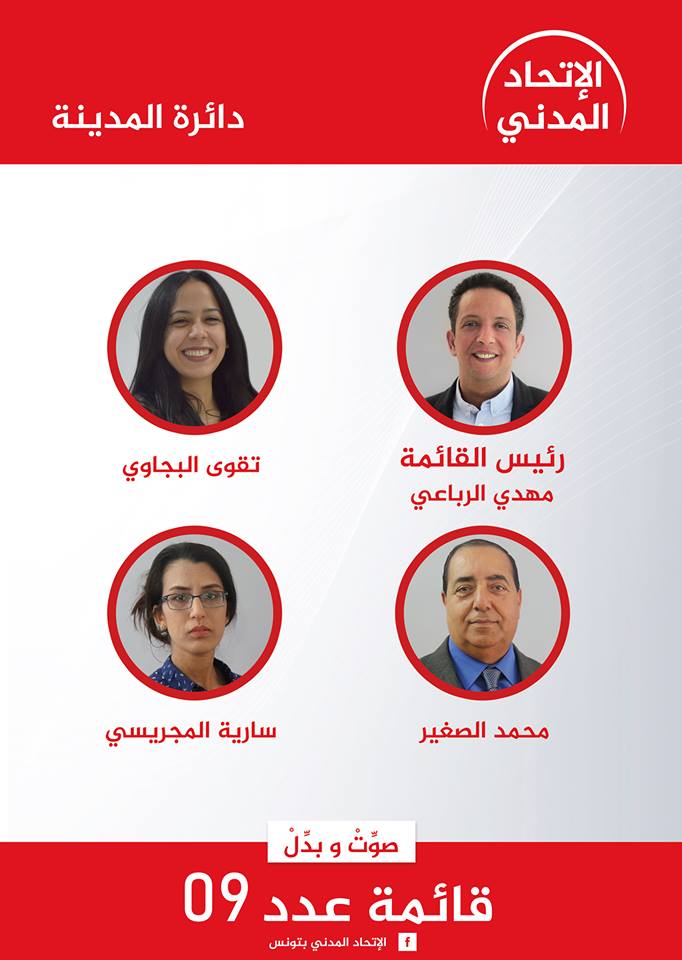 الإتحاد
المدني
دائرة المدينة
رئيس القائمة
مهدي الرباعي
تقوى البجاوي
محمد الصغير
سارية المجريسي
صوِّتْ و بدِّلْ
قائمة عدد 09
f الإتحاد المدني بتونس